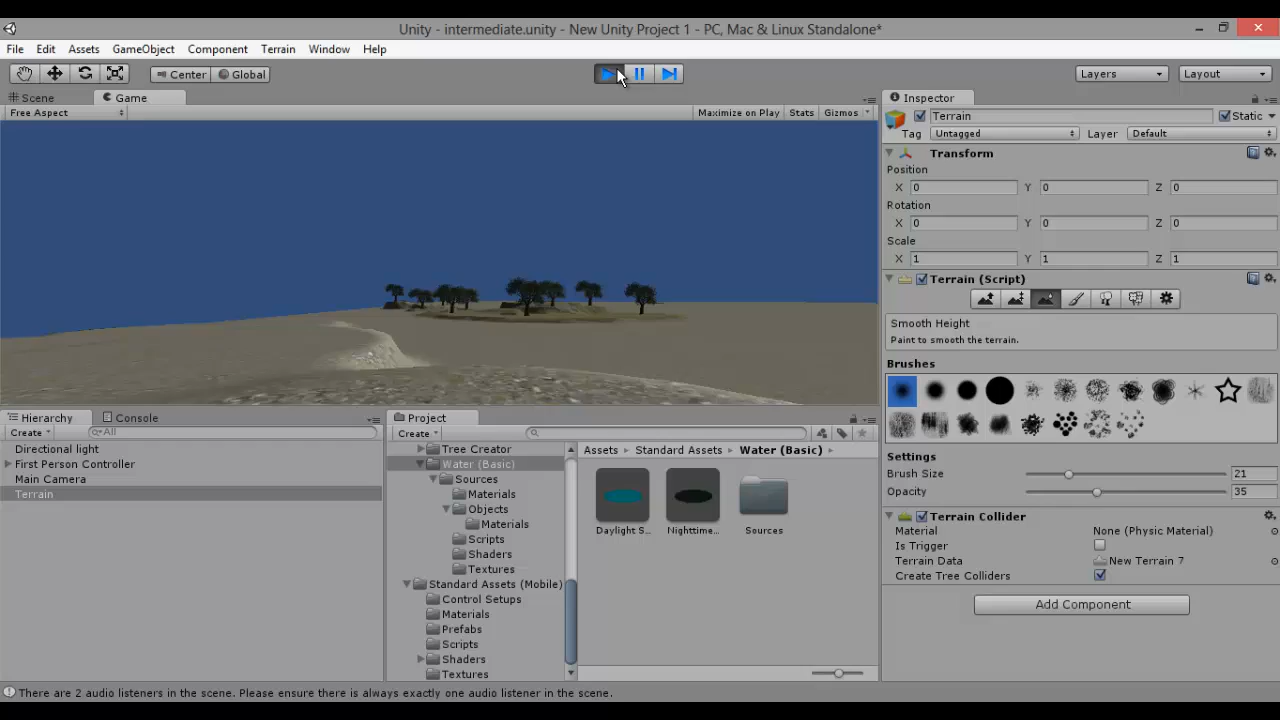 Unity - intermediate.unity - New Unity Project 1 - PC, Mac & Linux Standalone*
File Edit Assets GameObject Component Terrain Window Help
Center Global Layers Layout
Scene Game
Free Aspect Maximize on Play Stats Gizmos
Inspector
Terrain Static
Tag Untagged Layer Default
Transform
Position
X 0 Y 0 Z 0
Rotation
X 0 Y 0 Z 0
Scale
X 1 Y 1 Z 1
Terrain (Script)
Smooth Height
Paint to smooth the terrain.
Brushes
Settings
Brush Size 21
Opacity 35
Terrain Collider
Material None (Physic Material)
Is Trigger
Terrain Data New Terrain 7
Create Tree Colliders
Add Component
Hierarchy Console
Create All
Directional light
First Person Controller
Main Camera
Terrain
Project
Create
Tree Creator
Water (Basic)
Sources
Materials
Objects
Materials
Scripts
Shaders
Textures
Standard Assets (Mobile)
Control Setups
Materials
Prefabs
Scripts
Shaders
Textures
Assets Standard Assets Water (Basic)
Daylight S... Nighttime... Sources
There are 2 audio listeners in the scene. Please ensure there is always exactly one audio listener in the scene.